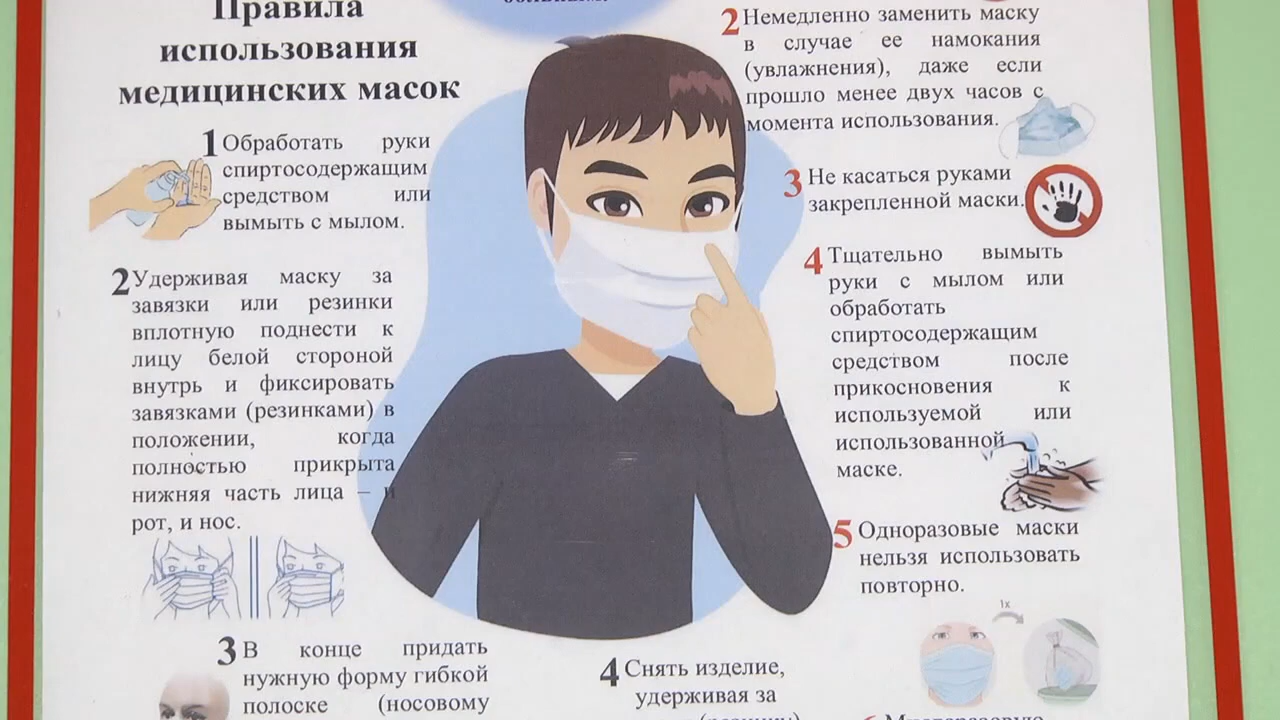 Правила
использования
медицинских масок
1 Обработать руки
спиртосодержащим
средством или
вымыть с мылом.
2 Удерживая маску за
завязки или резинки
вплотную поднести к
лицу белой стороной
внутрь и фиксировать
завязками (резинками) в
положении, когда
полностью прикрыта
нижняя часть лица – и
рот, и нос.
3 В конце придать
нужную форму гибкой
полоске (носовому
4 Снять изделие,
удерживая за
2 Немедленно заменить маску
в случае ее намокания
(увлажнения), даже если
прошло менее двух часов с
момента использования.
3 Не касаться руками
закрепленной маски.
4 Тщательно вымыть
руки с мылом или
обработать
спиртосодержащим
средством после
прикосновения к
используемой или
использованной
маске.
5 Одноразовые маски
нельзя использовать
повторно.
1x